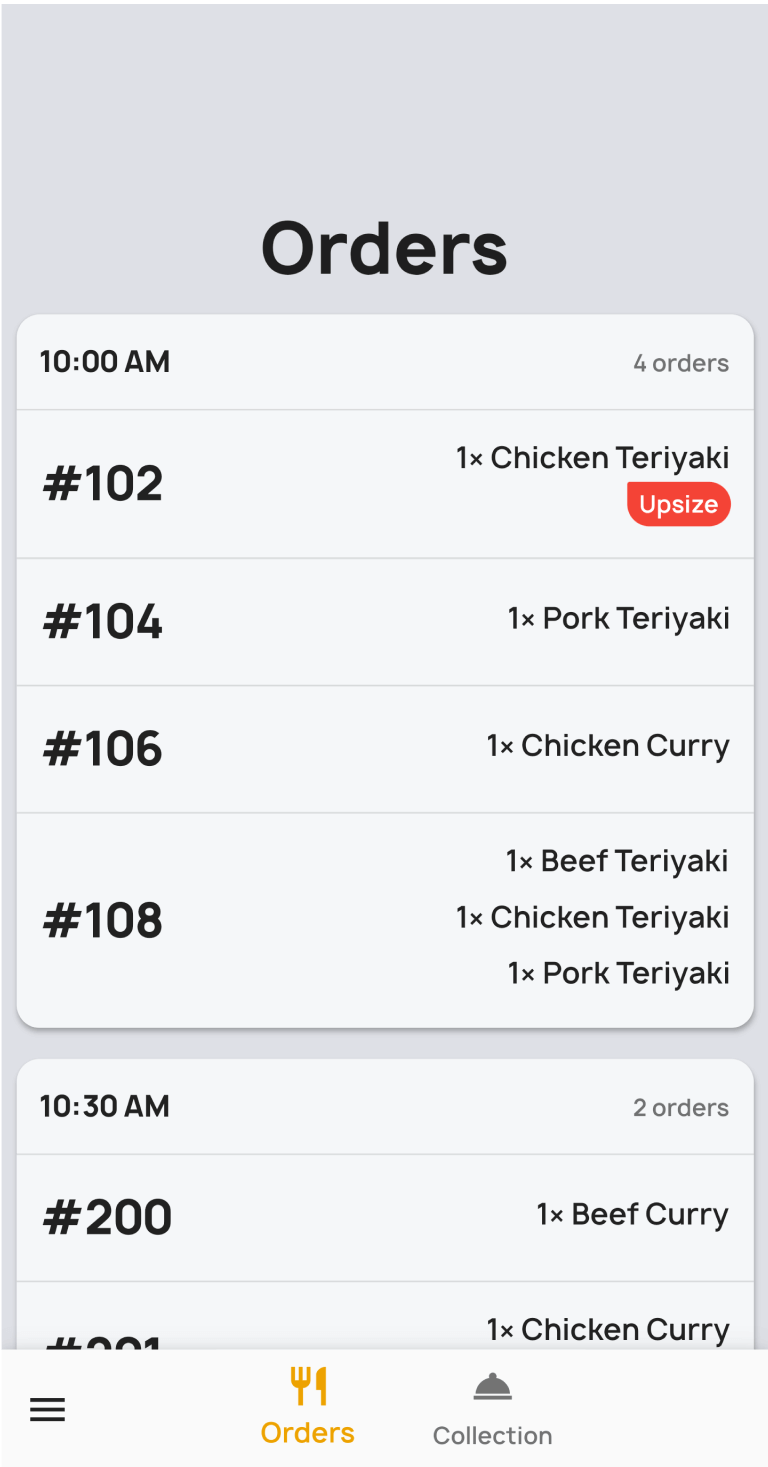 Orders
10:00 AM 4 orders
#102 1× Chicken Teriyaki
Upsize
#104 1× Pork Teriyaki
#106 1× Chicken Curry
1× Beef Teriyaki
#108 1× Chicken Teriyaki
1× Pork Teriyaki
10:30 AM 2 orders
#200 1× Beef Curry
1× Chicken Curry
Orders Collection